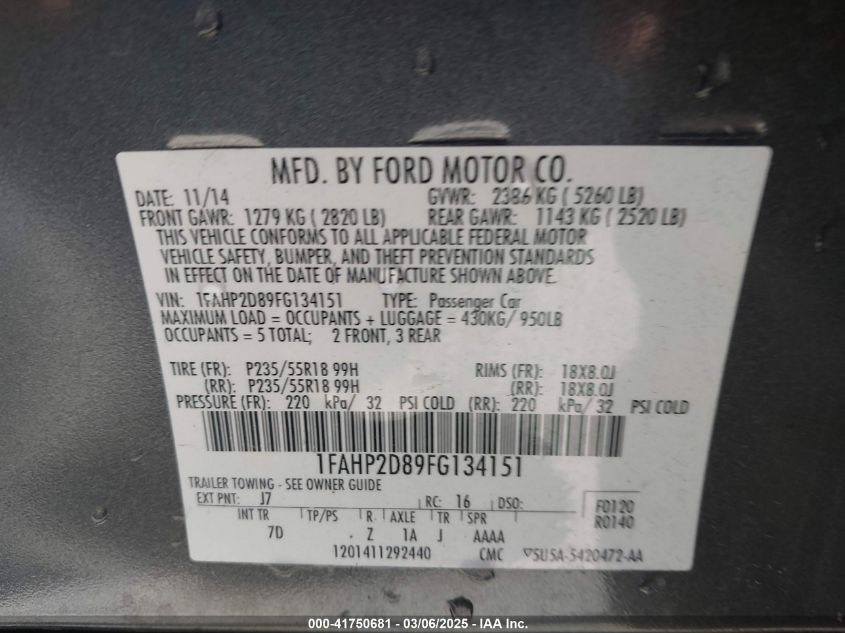 MFD. BY FORD MOTOR CO.
DATE: 11/14 GVWR: 2386 KG ( 5260 LB)
FRONT GAWR: 1279 KG ( 2820 LB) REAR GAWR: 1143 KG ( 2520 LB)
THIS VEHICLE CONFORMS TO ALL APPLICABLE FEDERAL MOTOR
VEHICLE SAFETY, BUMPER, AND THEFT PREVENTION STANDARDS
IN EFFECT ON THE DATE OF MANUFACTURE SHOWN ABOVE.
VIN: 1FAHP2D89FG134151 TYPE: Passenger Car
MAXIMUM LOAD = OCCUPANTS + LUGGAGE = 430KG/ 950LB
OCCUPANTS = 5 TOTAL; 2 FRONT, 3 REAR
TIRE (FR): P235/55R18 99H RIMS (FR): 18X8.0J
(RR): P235/55R18 99H (RR): 18X8.0J
PRESSURE (FR): 220 kPa/ 32 PSI COLD (RR): 220 kPa/ 32 PSI COLD
1FAHP2D89FG134151
TRAILER TOWING - SEE OWNER GUIDE
EXT PNT: J7 RC: 16 DSO: F0120
INT TR TP/PS R AXLE TR SPR R0140
7D Z 1A J AAAA
1201411292440 CMC 5U5A-5420472-AA
000-41750681 - 03/06/2025 - IAA Inc.